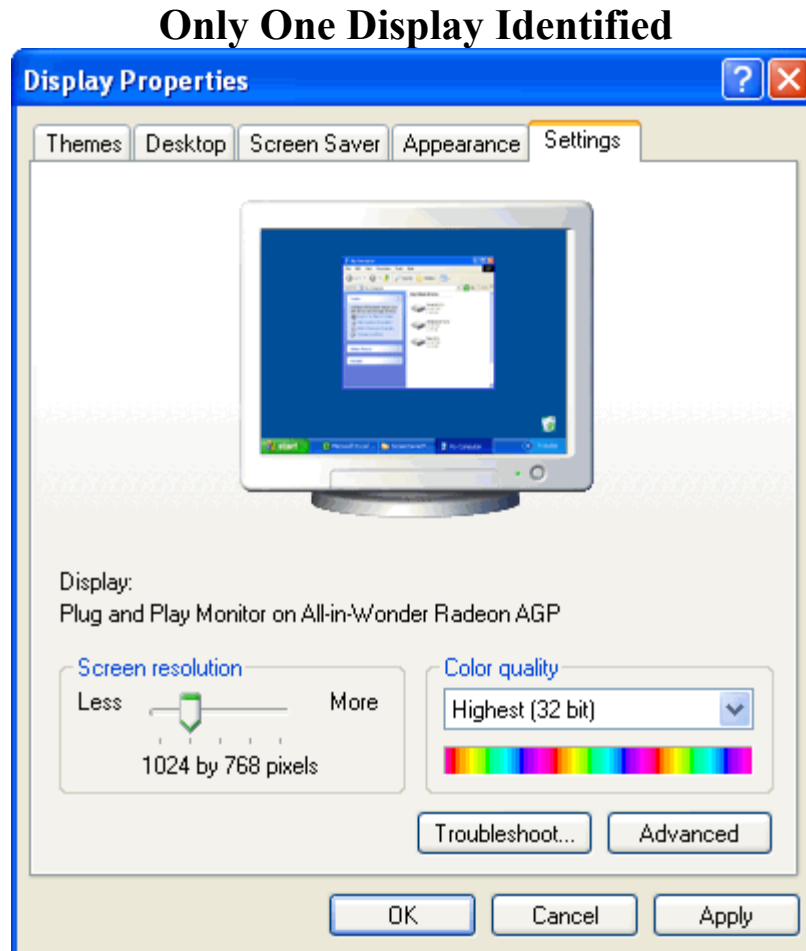 Only One Display Identified
Display Properties
Themes Desktop Screen Saver Appearance Settings
start
Display:
Plug and Play Monitor on All-in-Wonder Radeon AGP
Screen resolution
Less More
1024 by 768 pixels
Color quality
Highest (32 bit)
Troubleshoot... Advanced
OK Cancel Apply